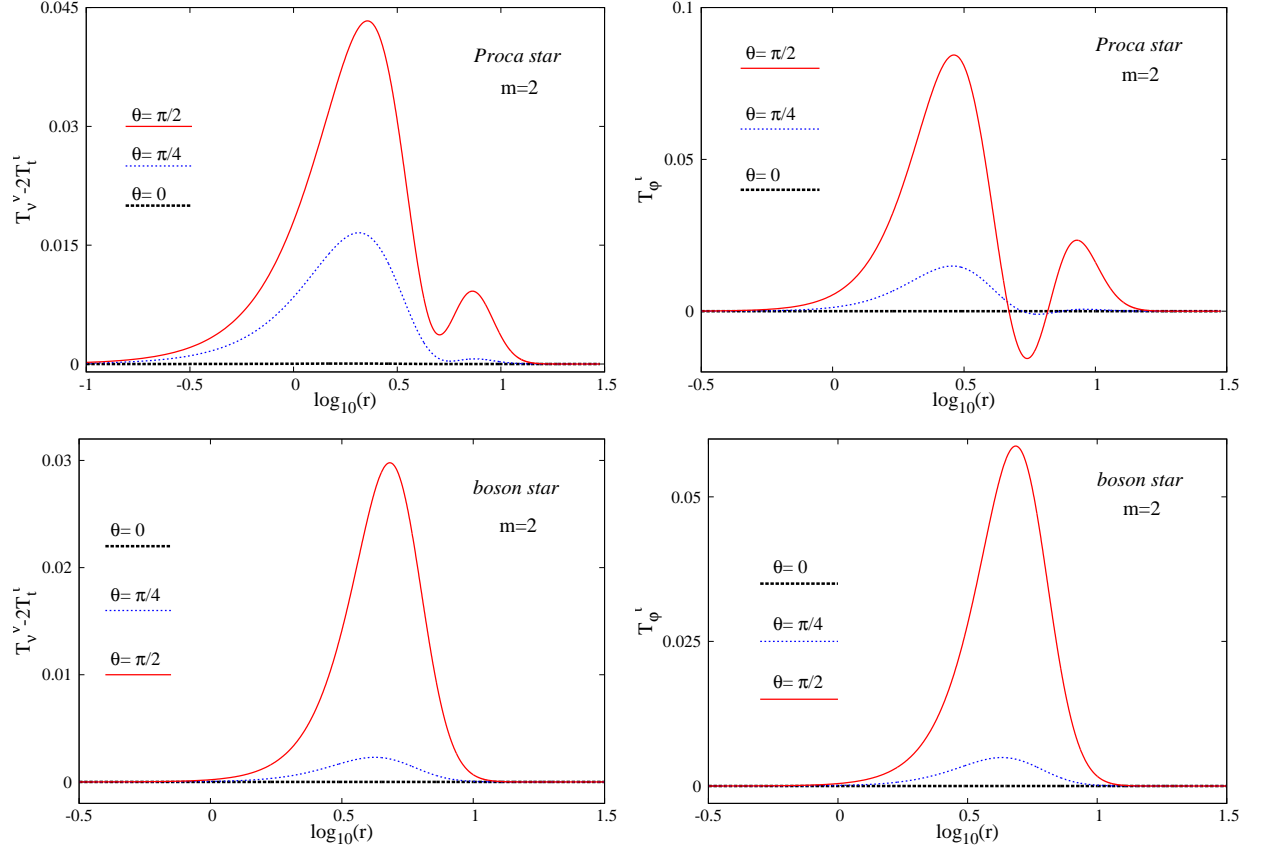 0.045
0.03
0.015
0
-1
-0.5
0
0.5
1
1.5
T_ν^ν-2T_t^t
log_10(r)
Proca star
m=2
θ= π/2
θ= π/4
θ= 0
0.1
0.05
0
-0.5
0
0.5
1
1.5
T_φ^t
log_10(r)
Proca star
m=2
θ= π/2
θ= π/4
θ= 0
0.03
0.02
0.01
0
-0.5
0
0.5
1
1.5
T_ν^ν-2T_t^t
log_10(r)
boson star
m=2
θ= 0
θ= π/4
θ= π/2
0.05
0.025
0
-0.5
0
0.5
1
1.5
T_φ^t
log_10(r)
boson star
m=2
θ= 0
θ= π/4
θ= π/2